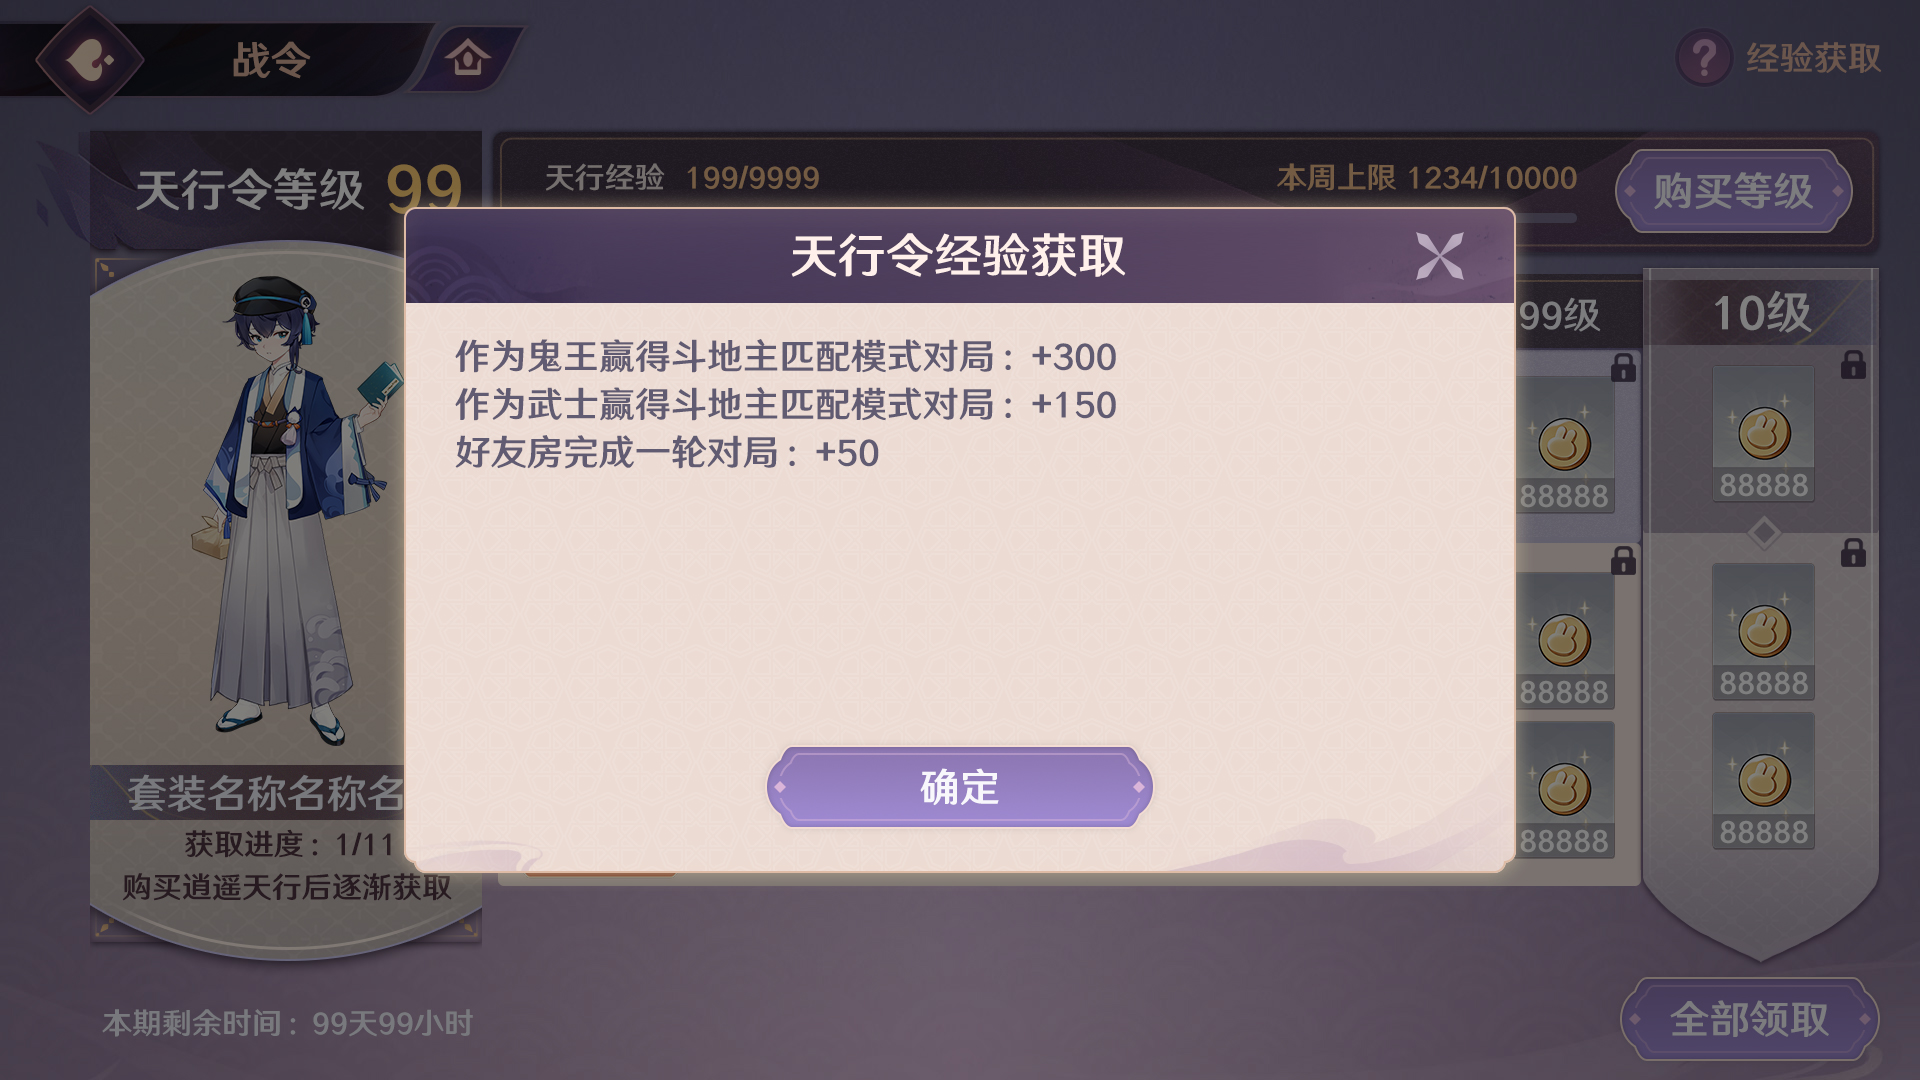 战令
经验获取
天行令等级 99
天行经验 199/9999
本周上限 1234/10000
购买等级
天行令经验获取
作为鬼王赢得斗地主匹配模式对局：+300
作为武士赢得斗地主匹配模式对局：+150
好友房完成一轮对局：+50
确定
99级
10级
88888
88888
88888
88888
88888
88888
套装名称名称名
获取进度：1/11
购买逍遥天行后逐渐获取
本期剩余时间：99天99小时
全部领取